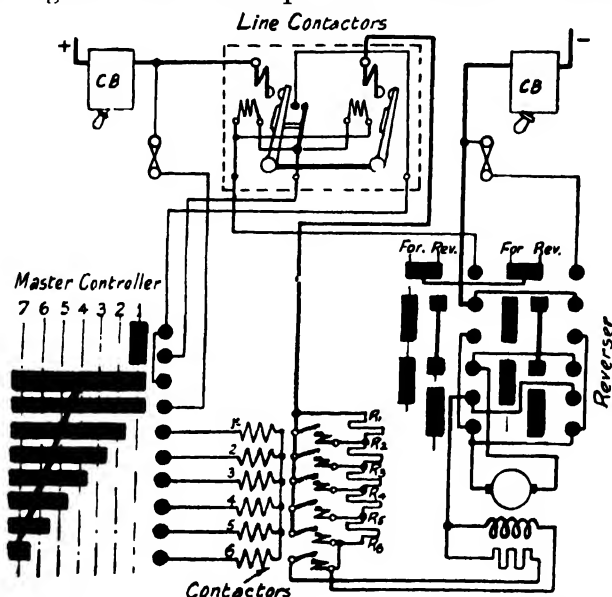 Line Contactors
+
CB
CB
−
For. Rev.
For Rev.
Reverser
Master Controller
7 6 5 4 3 2 1
1
R1
2
R2
3
R3
4
R4
5
R5
6
R6
Contactors